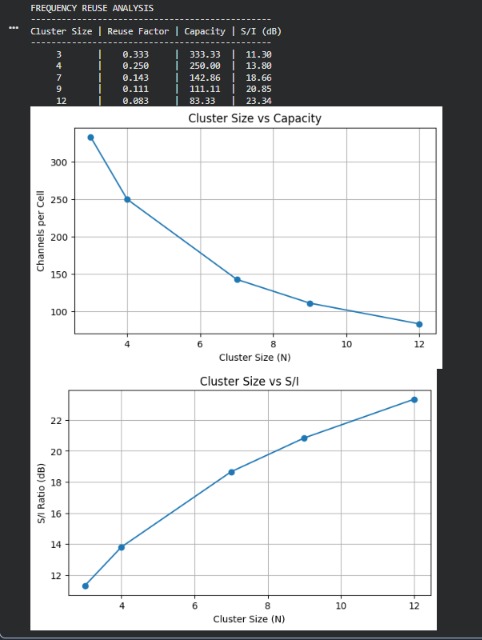 FREQUENCY REUSE ANALYSIS
--------------------------------------------------
Cluster Size | Reuse Factor | Capacity | S/I (dB)
--------------------------------------------------
3 | 0.333 | 333.33 | 11.30
4 | 0.250 | 250.00 | 13.80
7 | 0.143 | 142.86 | 18.66
9 | 0.111 | 111.11 | 20.85
12 | 0.083 | 83.33 | 23.34
Cluster Size vs Capacity
Channels per Cell
300
250
200
150
100
4 6 8 10 12
Cluster Size (N)
Cluster Size vs S/I
S/I Ratio (dB)
22
20
18
16
14
12
4 6 8 10 12
Cluster Size (N)